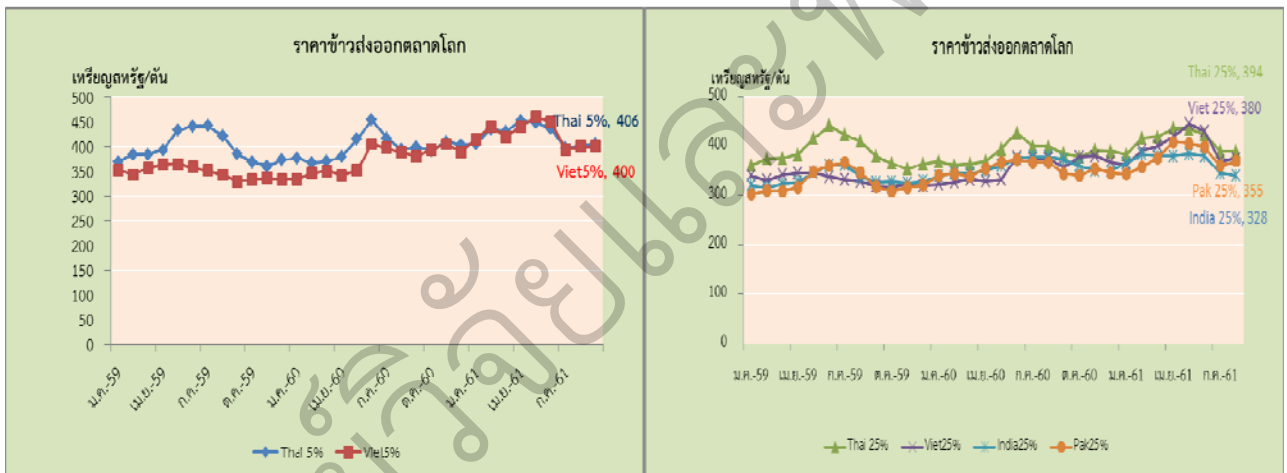 ราคาข้าวส่งออกตลาดโลก
เหรียญสหรัฐ/ตัน
500
450
400
350
300
250
200
150
100
50
0
Thai 5%, 406
Viet5%, 400
ม.ค.-59
เม.ย.-59
ก.ค.-59
ต.ค.-59
ม.ค.-60
เม.ย.-60
ก.ค.-60
ต.ค.-60
ม.ค.-61
เม.ย.-61
ก.ค.-61
Thai 5% Viet5%
ราคาข้าวส่งออกตลาดโลก
เหรียญสหรัฐ/ตัน
500
400
300
200
100
0
Thai 25%, 394
Viet 25%, 380
Pak 25%, 355
India 25%, 328
ม.ค.-59 เม.ย.-59 ก.ค.-59 ต.ค.-59 ม.ค.-60 เม.ย.-60 ก.ค.-60 ต.ค.-60 ม.ค.-61 เม.ย.-61 ก.ค.-61
Thai 25% Viet25% India25% Pak25%